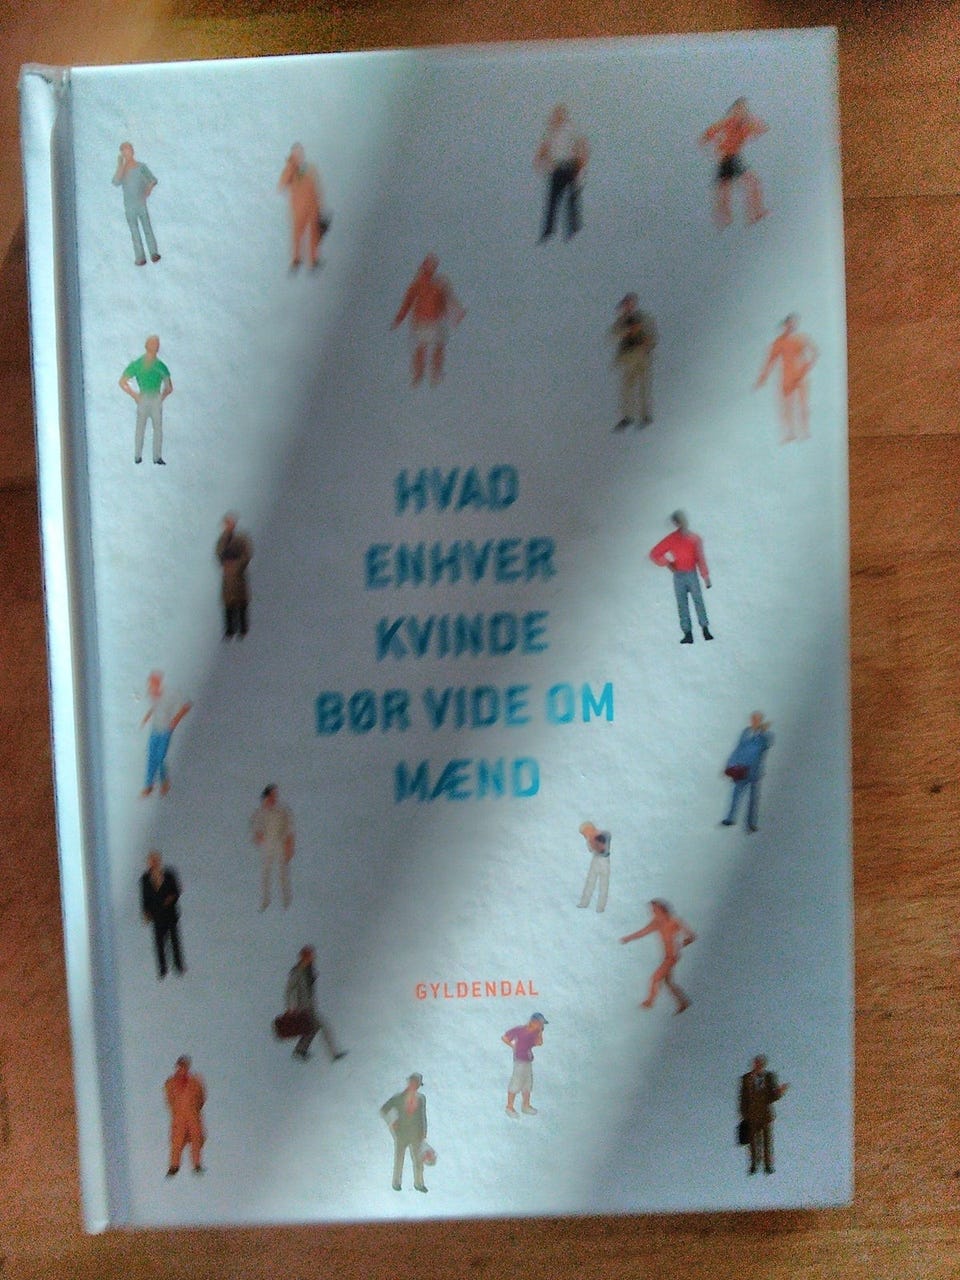 HVAD
ENHVER
KVINDE
BØR VIDE OM
MÆND
GYLDENDAL